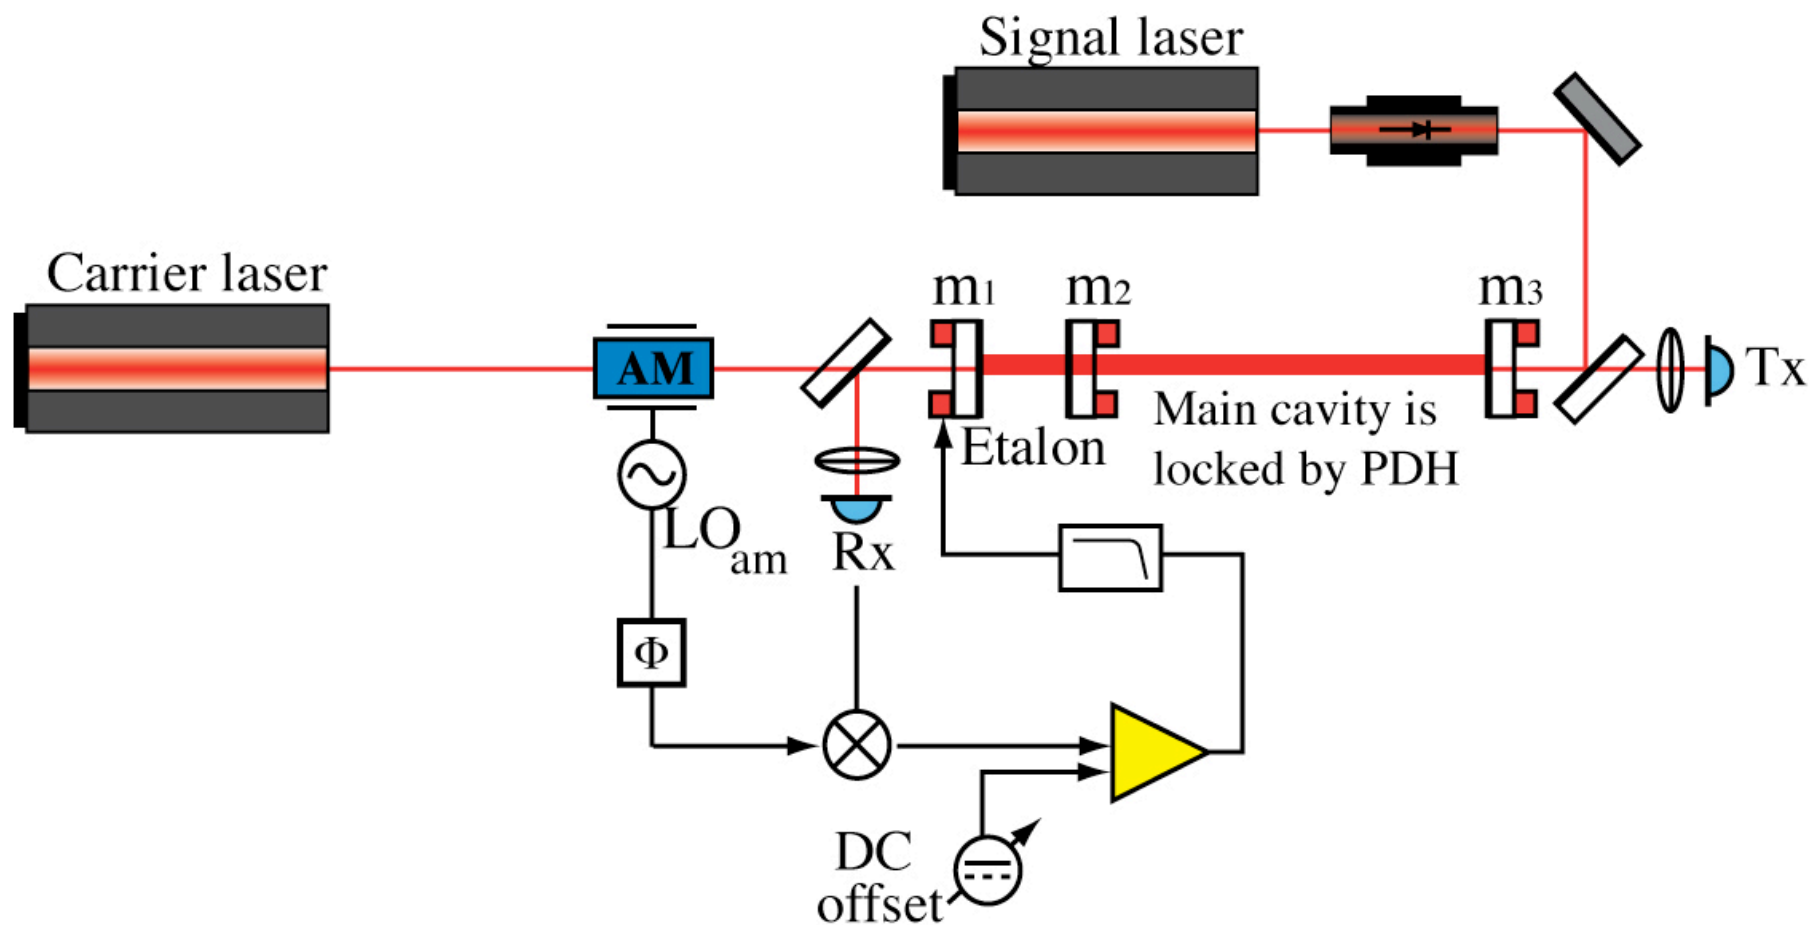 Signal laser
Carrier laser
m1
m2
m3
AM
Tx
Etalon
Main cavity is
locked by PDH
LOam
Rx
Φ
DC
offset